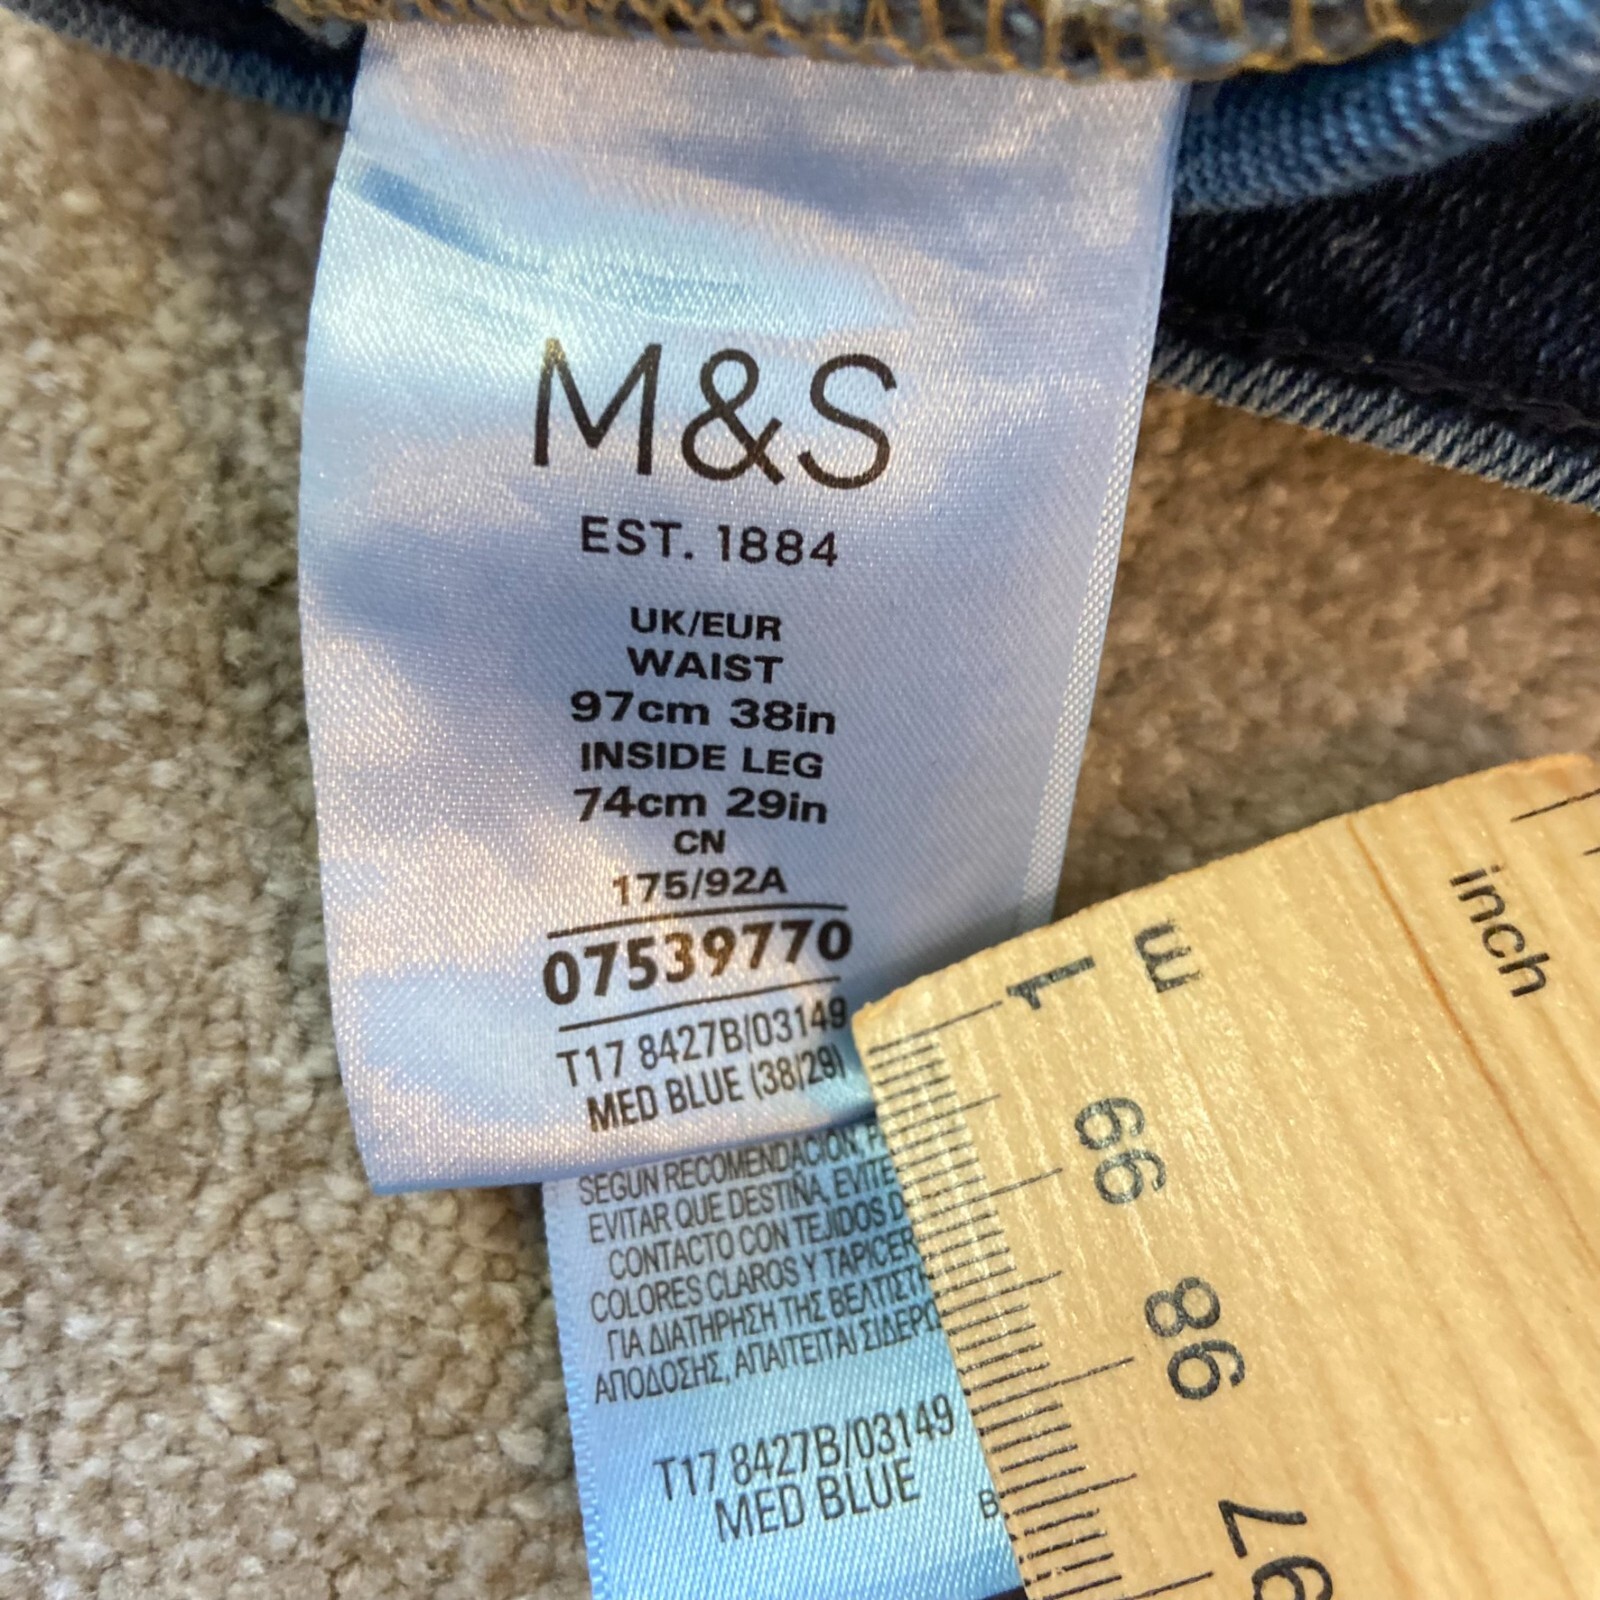 M&S
EST. 1884
UK/EUR
WAIST
97cm 38in
INSIDE LEG
74cm 29in
CN
175/92A
07539770
T17 8427B/03149
MED BLUE (38/29)
SEGUN RECOMENDACION,
EVITAR QUE DESTIÑA, EVITE
CONTACTO CON TEJIDOS D
COLORES CLAROS Y TAPICER
ΓΙΑ ΔΙΑΤΗΡΗΣΗ ΤΗΣ ΒΕΛΤΙΣΤ
ΑΠΟΔΟΣΗΣ, ΑΠΑΙΤΕΙΤΑΙ ΣΙΔΕΡΩ
T17 8427B/03149
MED BLUE
B
1 m
inch
99
98
97